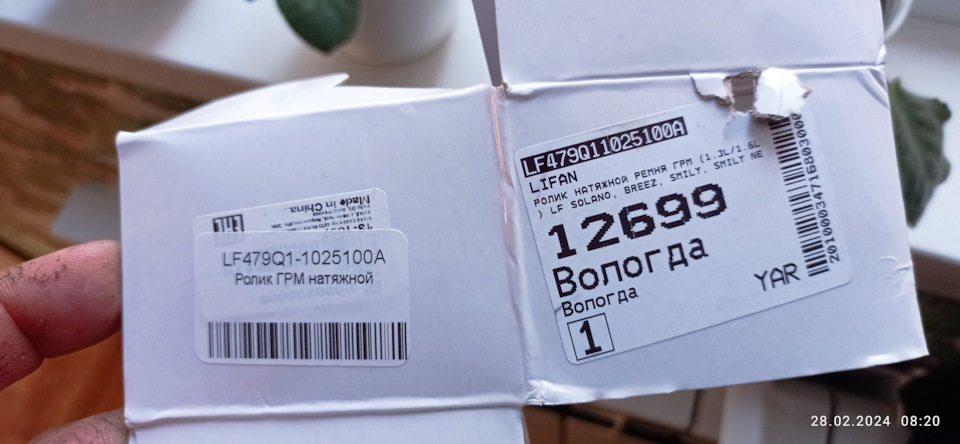 Made in China
LF479Q1-1025100A
Ролик ГРМ натяжной
LF479Q11025100A
LIFAN
РОЛИК НАТЯЖНОЙ РЕМНЯ ГРМ (1.3L/1.6L
) LF SOLANO, BREEZ, SMILY, SMILY NE
12699
Вологда
Вологда
1
YAR
28.02.2024 08:20